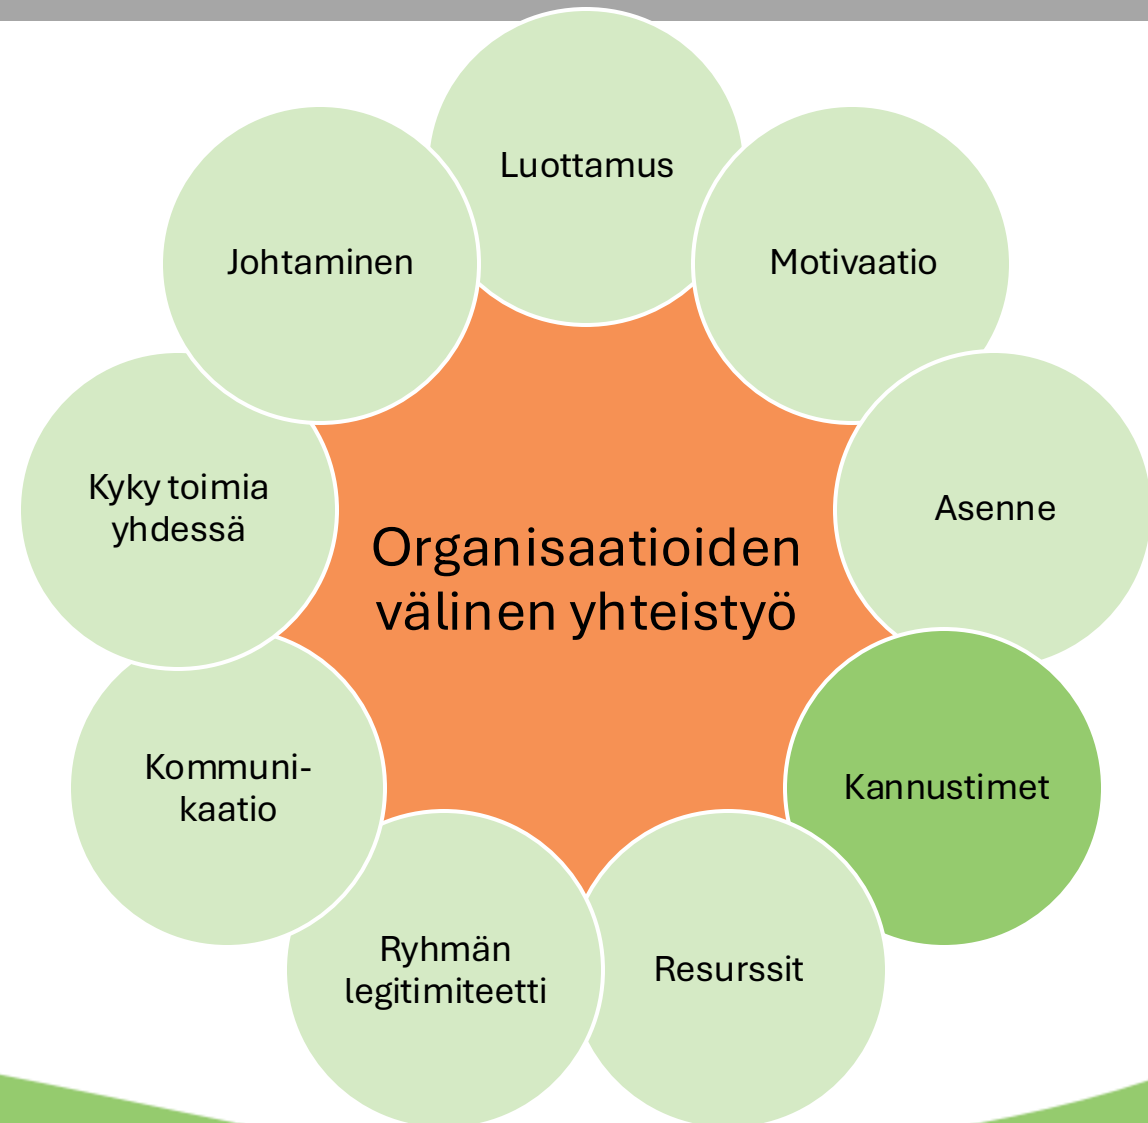 Luottamus
Johtaminen
Motivaatio
Kyky toimia
yhdessä
Asenne
Organisaatioiden
välinen yhteistyö
Kommuni-
kaatio
Kannustimet
Ryhmän
legitimiteetti
Resurssit